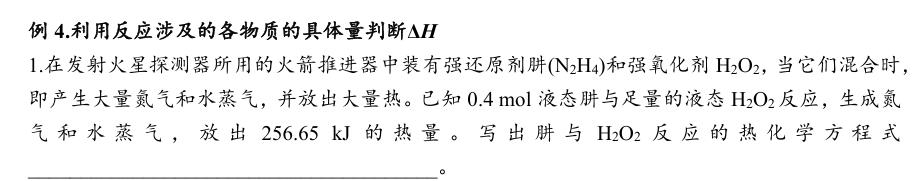 例 4.利用反应涉及的各物质的具体量判断ΔH
1.在发射火星探测器所用的火箭推进器中装有强还原剂肼(N₂H₄)和强氧化剂 H₂O₂，当它们混合时，
即产生大量氮气和水蒸气，并放出大量热。已知 0.4 mol 液态肼与足量的液态 H₂O₂ 反应，生成氮
气和水蒸气，放出 256.65 kJ 的热量。写出肼与 H₂O₂ 反应的热化学方程式
________________________________________。